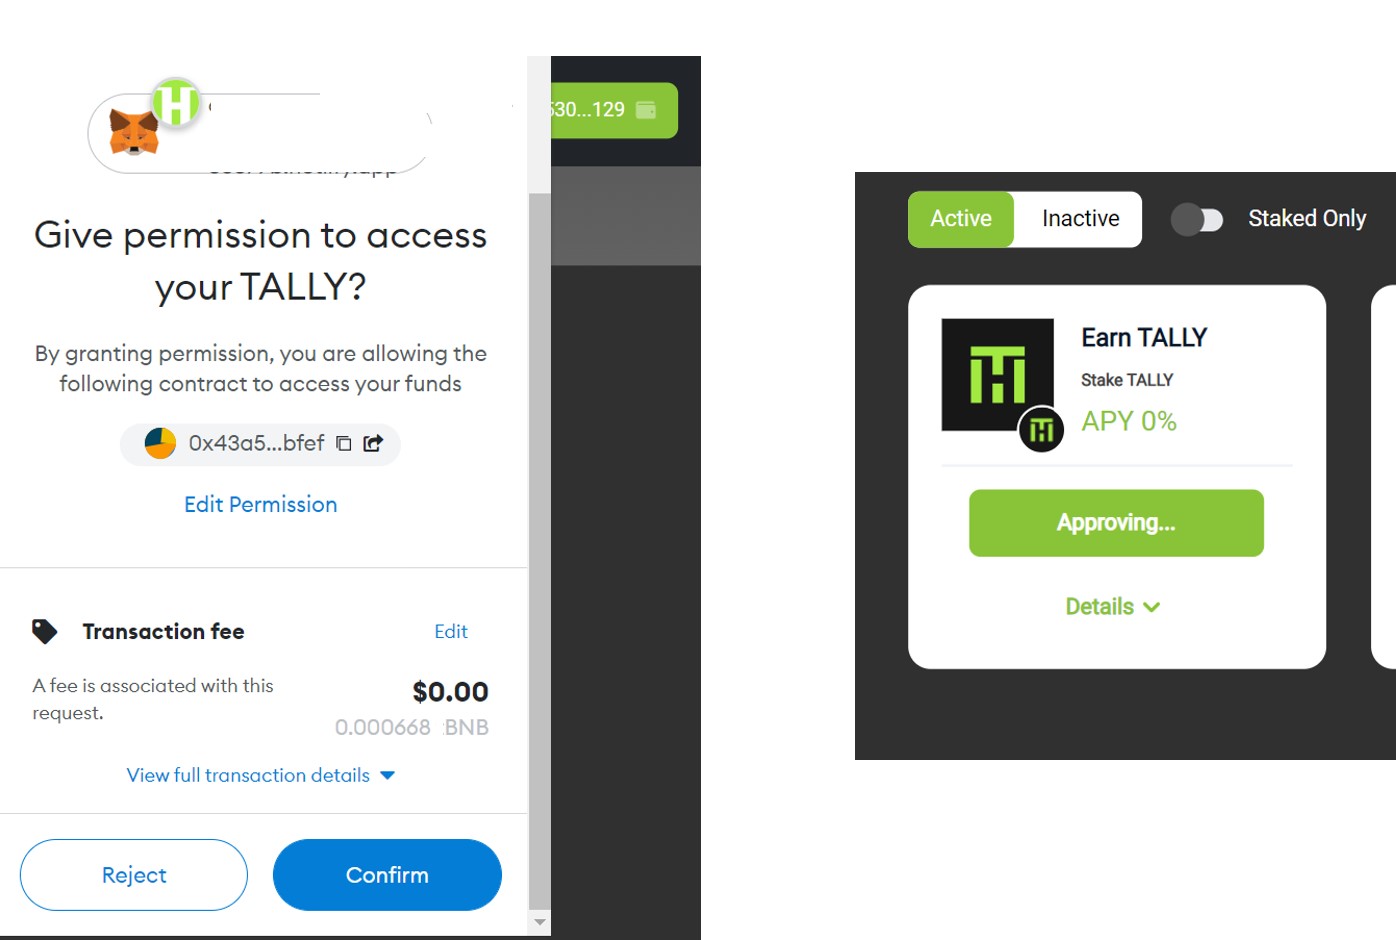 530...129
Give permission to access
your TALLY?
By granting permission, you are allowing the
following contract to access your funds
0x43a5...bfef
Edit Permission
Transaction fee
Edit
A fee is associated with this
request.
$0.00
0.000668 BNB
View full transaction details
Reject
Confirm
Active
Inactive
Staked Only
Earn TALLY
Stake TALLY
APY 0%
Approving...
Details